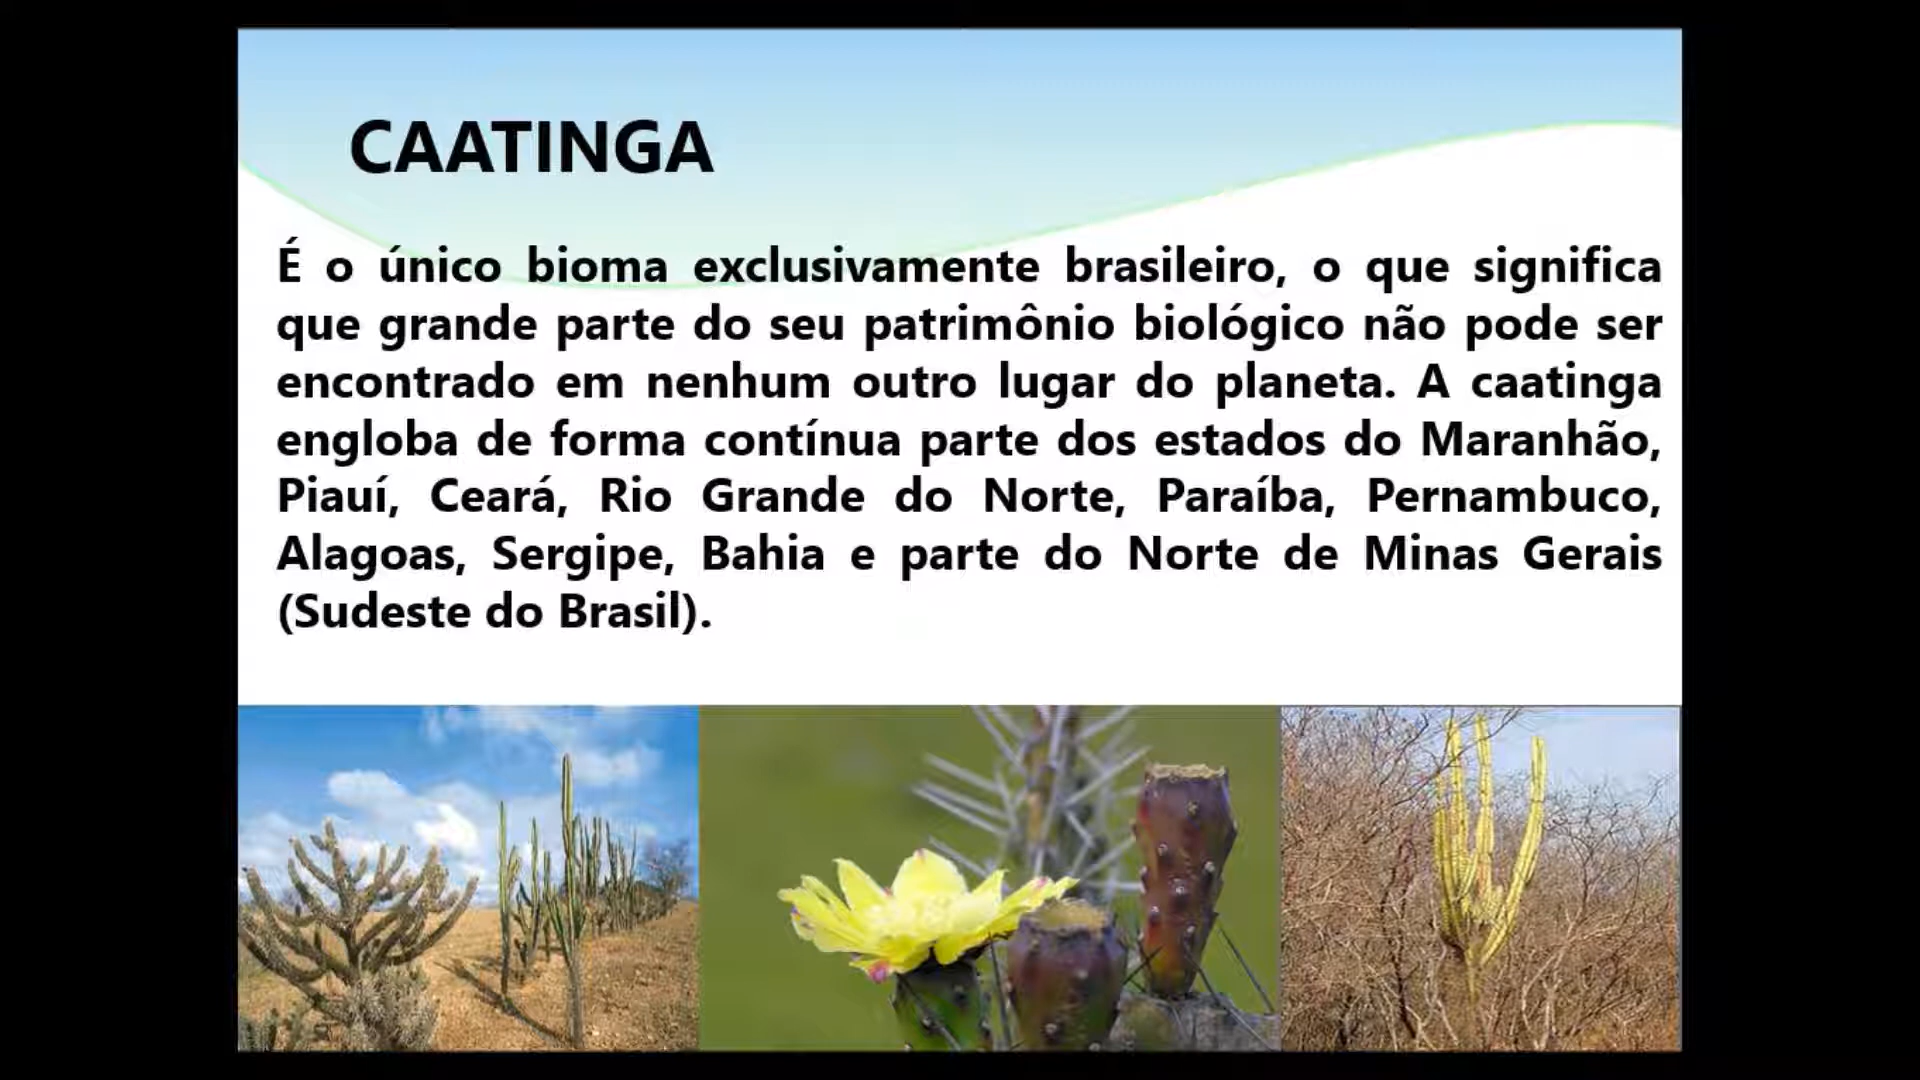 CAATINGA
É o único bioma exclusivamente brasileiro, o que significa
que grande parte do seu patrimônio biológico não pode ser
encontrado em nenhum outro lugar do planeta. A caatinga
engloba de forma contínua parte dos estados do Maranhão,
Piauí, Ceará, Rio Grande do Norte, Paraíba, Pernambuco,
Alagoas, Sergipe, Bahia e parte do Norte de Minas Gerais
(Sudeste do Brasil).